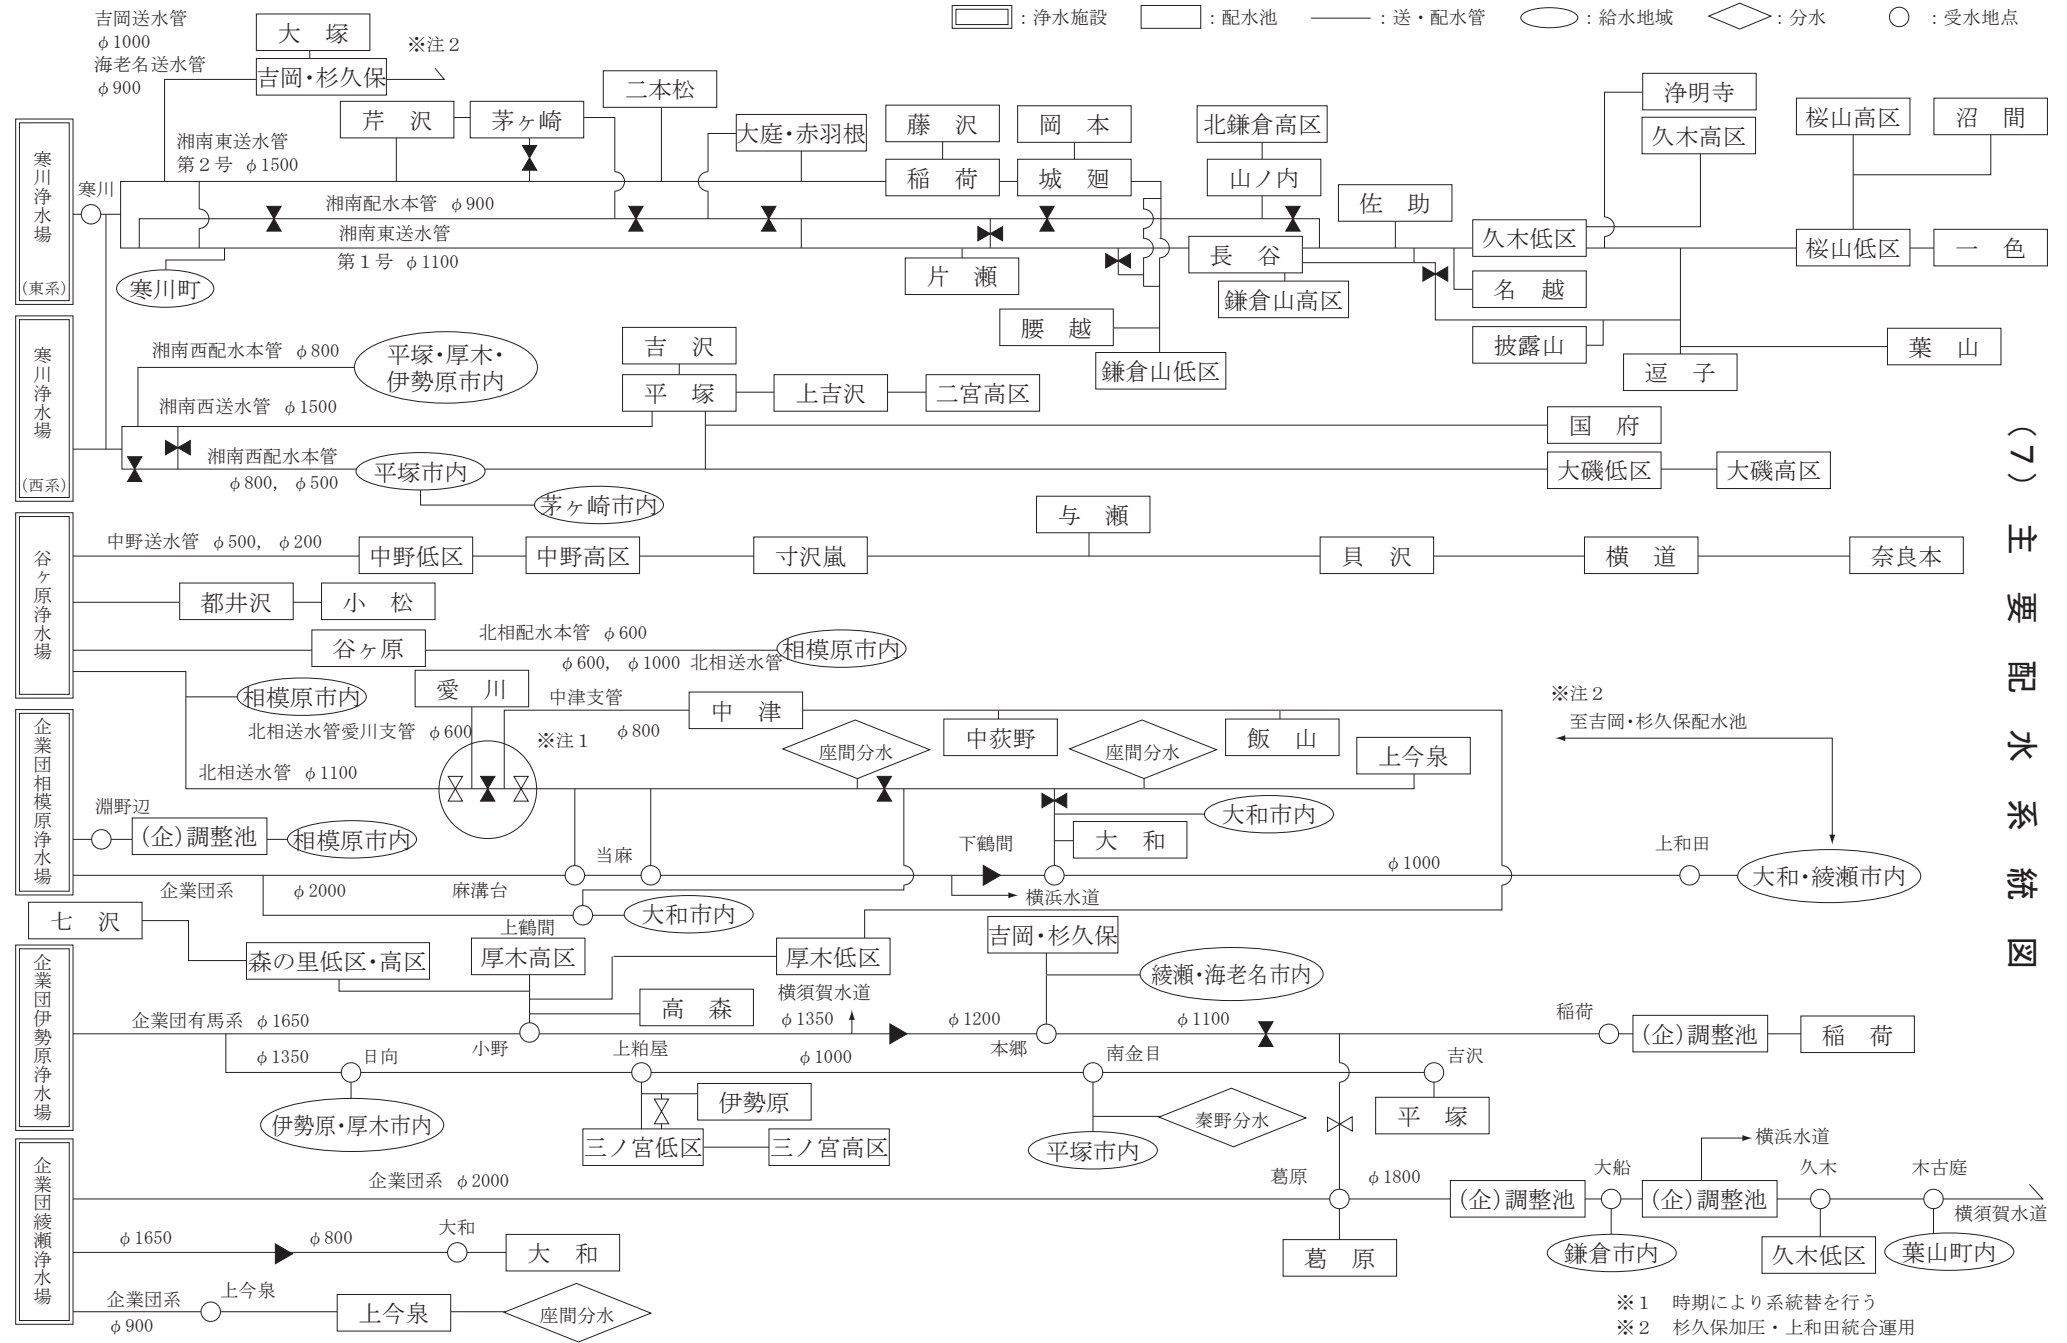 (7) 主要配水系統図
：浄水施設
：配水池
：送・配水管
：給水地域
：分水
：受水地点
寒川浄水場
(東系)
寒川
吉岡送水管
φ1000
海老名送水管
φ900
大　塚
吉岡・杉久保
※注２
湘南東送水管
第２号　φ1500
芹　沢
茅ヶ崎
二本松
大庭・赤羽根
藤　沢
稲　荷
岡　本
城　廻
北鎌倉高区
山ノ内
佐　助
浄明寺
久木高区
久木低区
桜山高区
沼　間
桜山低区
一　色
湘南配水本管　φ900
湘南東送水管
第１号　φ1100
寒川町
片　瀬
長　谷
鎌倉山高区
名　越
腰　越
鎌倉山低区
披露山
逗　子
葉　山
寒川浄水場
(西系)
湘南西配水本管　φ800
平塚・厚木・
伊勢原市内
湘南西送水管　φ1500
吉　沢
平　塚
上吉沢
二宮高区
国　府
湘南西配水本管
φ800,　φ500
平塚市内
茅ヶ崎市内
大磯低区
大磯高区
谷ヶ原浄水場
中野送水管　φ500,　φ200
中野低区
中野高区
寸沢嵐
与　瀬
貝　沢
横　道
奈良本
都井沢
小　松
谷ヶ原
北相配水本管　φ600
相模原市内
φ600,　φ1000　北相送水管
相模原市内
愛　川
中津支管
φ800
中　津
北相送水管愛川支管　φ600
※注１
座間分水
中荻野
座間分水
飯　山
上今泉
北相送水管　φ1100
※注２
至吉岡・杉久保配水池
企業団相模原浄水場
淵野辺
(企)調整池
相模原市内
当麻
下鶴間
大和市内
大　和
φ1000
上和田
大和・綾瀬市内
企業団系
φ2000
麻溝台
横浜水道
上鶴間
大和市内
七　沢
森の里低区・高区
厚木高区
厚木低区
吉岡・杉久保
高　森
綾瀬・海老名市内
企業団伊勢原浄水場
企業団有馬系　φ1650
小野
横須賀水道
φ1350
φ1200
本郷
φ1100
稲荷
(企)調整池
稲　荷
φ1350
日向
上粕屋
φ1000
南金目
吉沢
伊勢原・厚木市内
伊勢原
三ノ宮低区
三ノ宮高区
平塚市内
秦野分水
平　塚
企業団綾瀬浄水場
企業団系　φ2000
葛原
φ1800
葛　原
(企)調整池
大船
鎌倉市内
(企)調整池
横浜水道
久木
久木低区
木古庭
葉山町内
横須賀水道
φ1650
φ800
大和
大　和
企業団系
φ900
上今泉
上今泉
座間分水
※１　時期により系統替を行う
※２　杉久保加圧・上和田統合運用